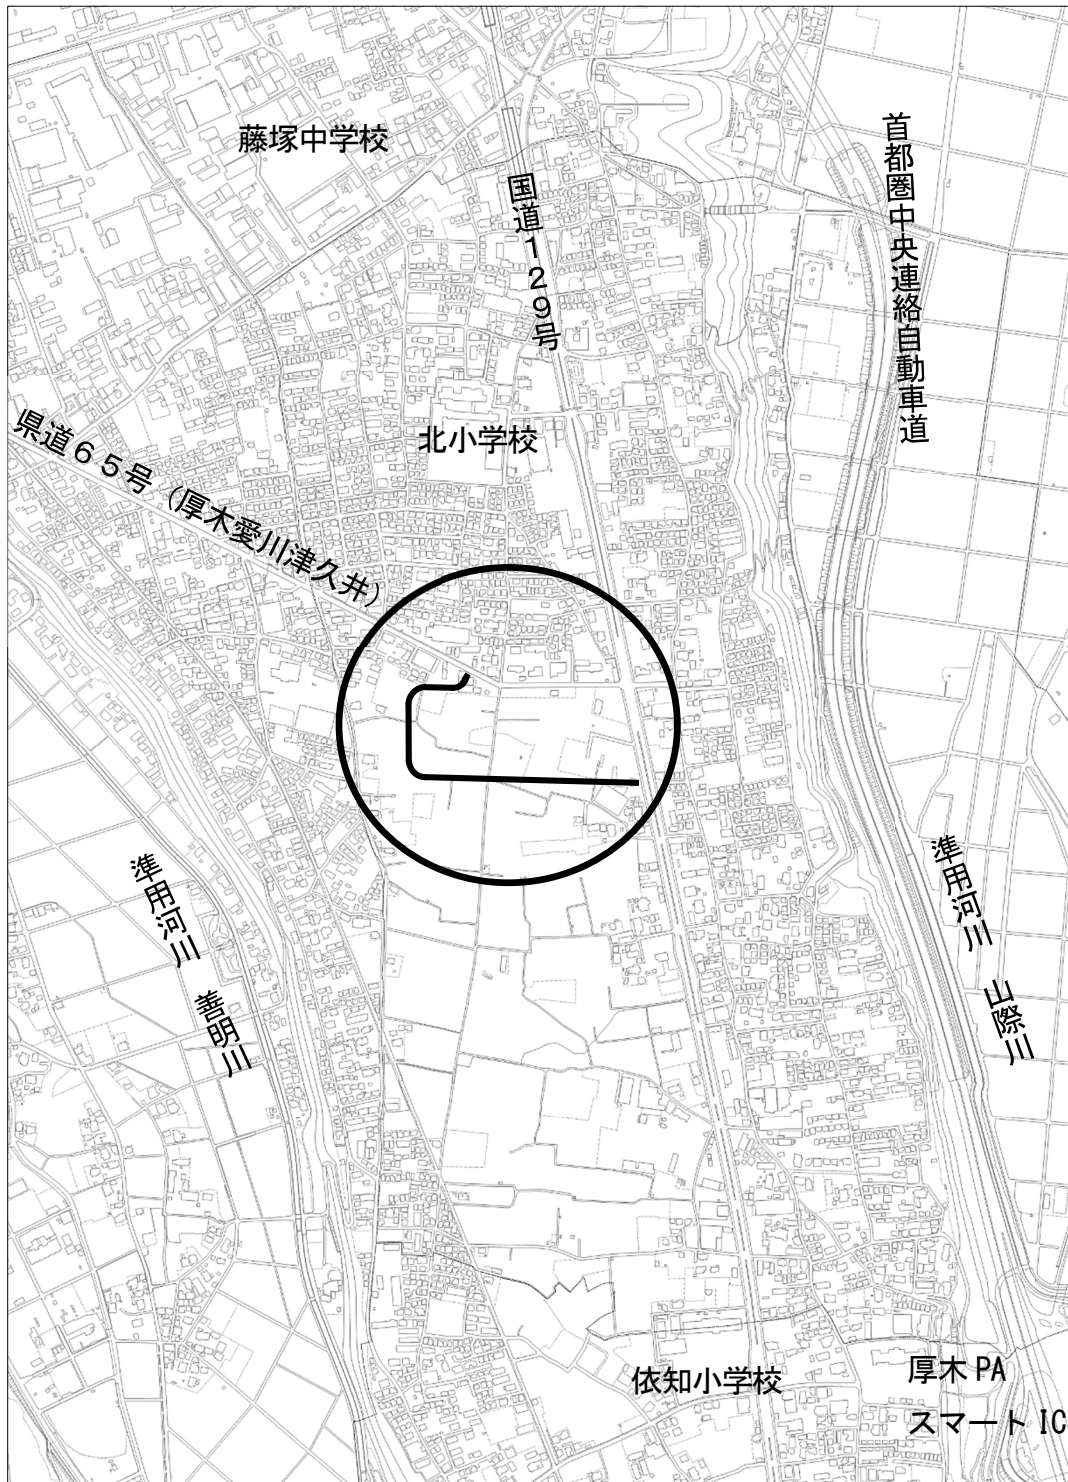 藤塚中学校
国道129号
首都圏中央連絡自動車道
北小学校
県道65号(厚木愛川津久井)
準用河川 善明川
準用河川 山際川
依知小学校
厚木PA
スマートIC